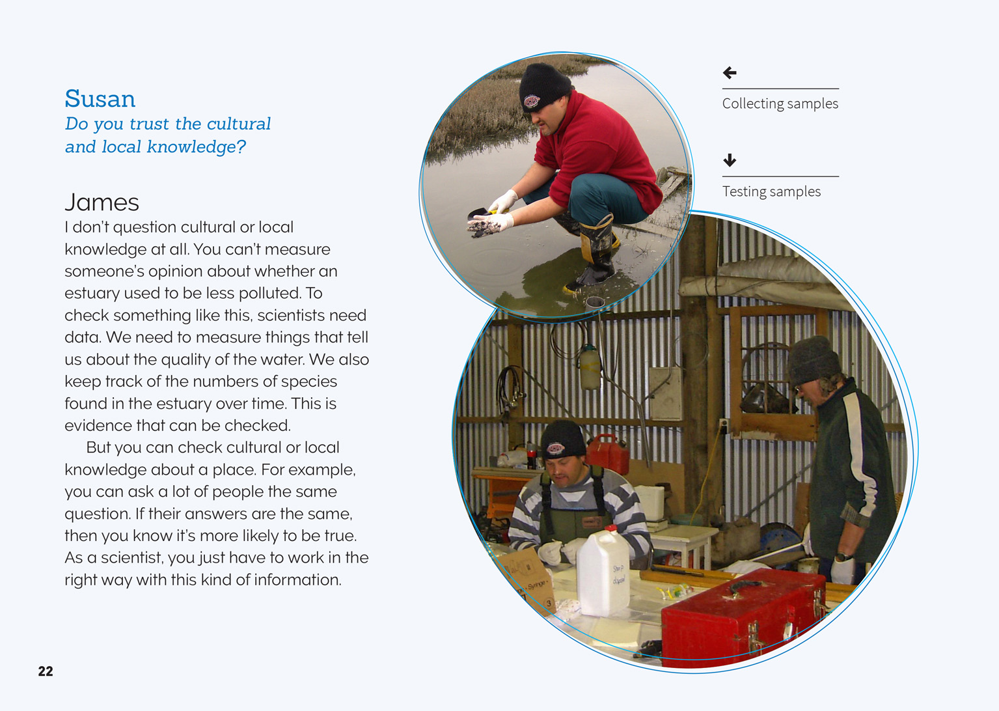 Susan
Do you trust the cultural
and local knowledge?
James
I don’t question cultural or local
knowledge at all. You can’t measure
someone’s opinion about whether an
estuary used to be less polluted. To
check something like this, scientists need
data. We need to measure things that tell
us about the quality of the water. We also
keep track of the numbers of species
found in the estuary over time. This is
evidence that can be checked.
But you can check cultural or local
knowledge about a place. For example,
you can ask a lot of people the same
question. If their answers are the same,
then you know it’s more likely to be true.
As a scientist, you just have to work in the
right way with this kind of information.
←
Collecting samples
↓
Testing samples
Syringe
3
22